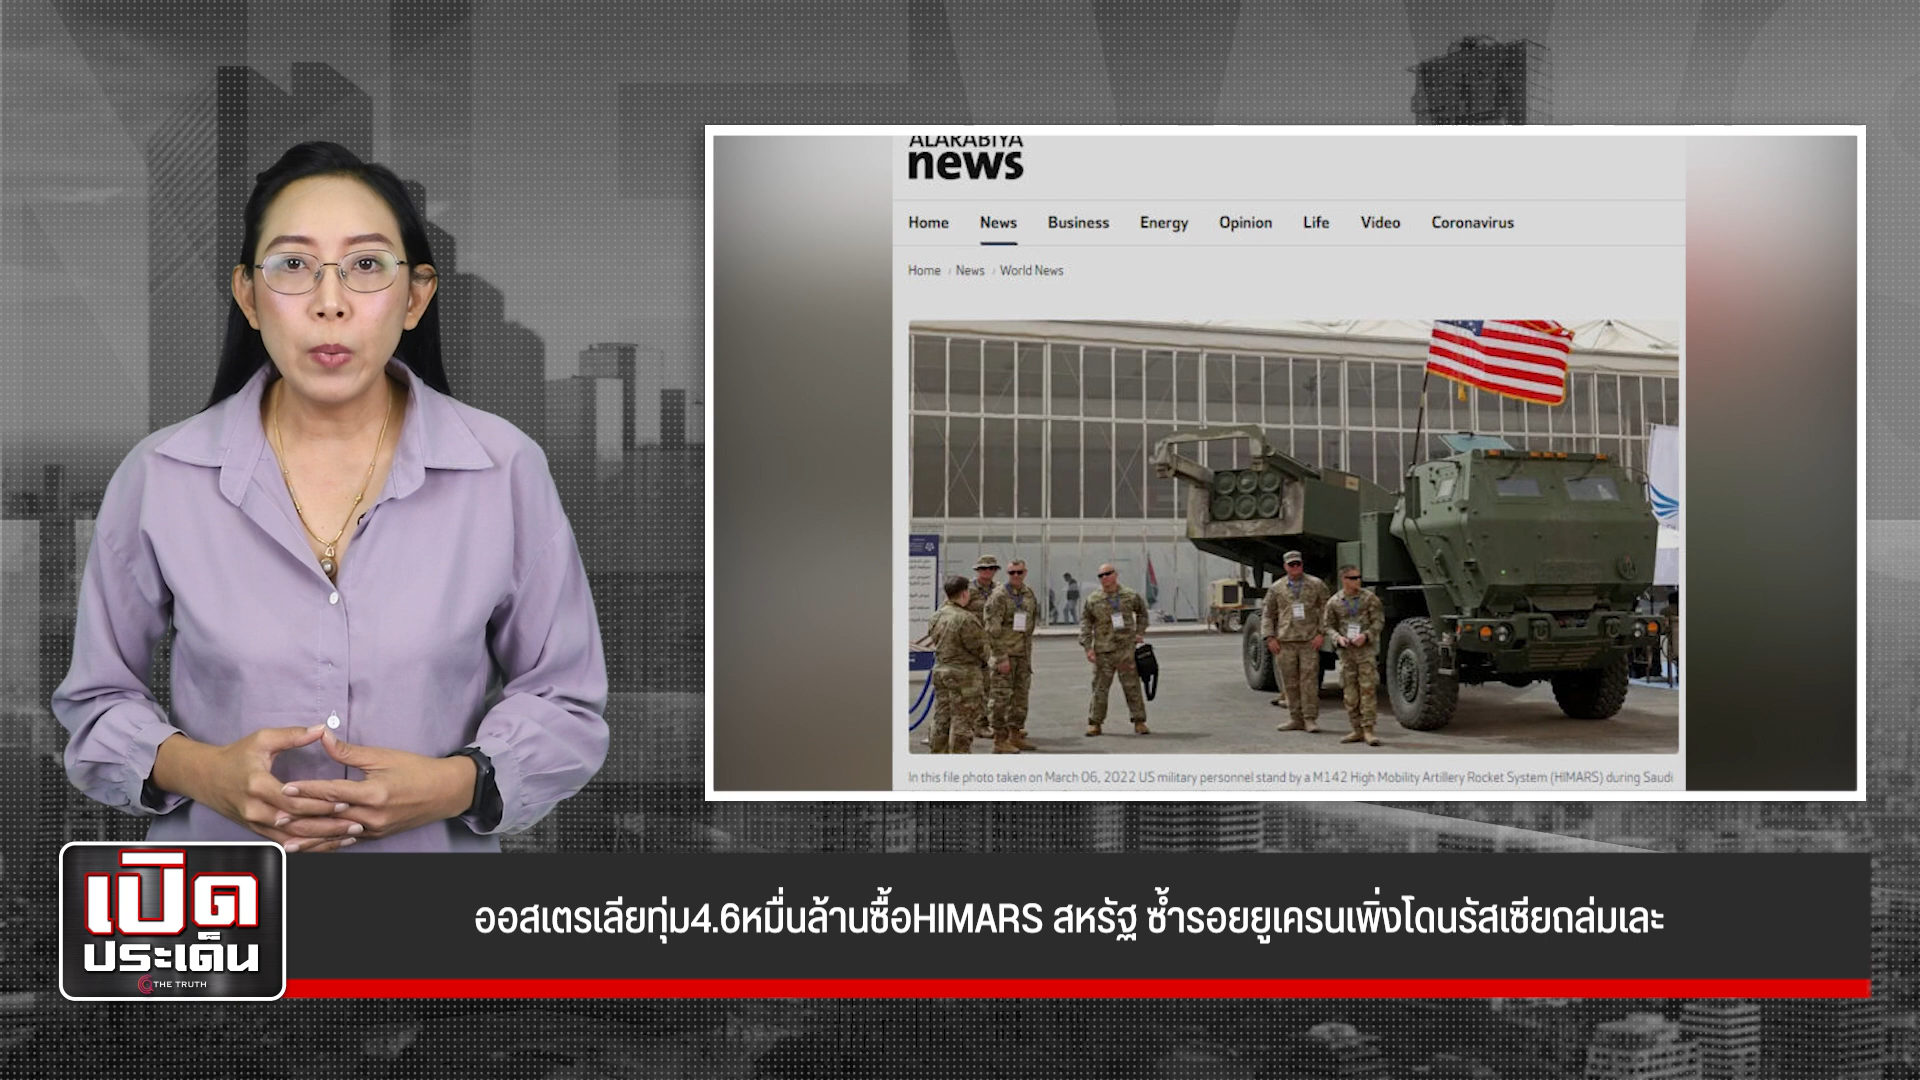 ALARABIYA
news
Home News Business Energy Opinion Life Video Coronavirus
Home / News / World News
In this file photo taken on March 06, 2022 US military personnel stand by a M142 High Mobility Artillery Rocket System (HIMARS) during Saudi
เปิด
ประเด็น
THE TRUTH
ออสเตรเลียทุ่ม4.6หมื่นล้านซื้อHIMARS สหรัฐ ซ้ำรอยยูเครนเพิ่งโดนรัสเซียถล่มเละ